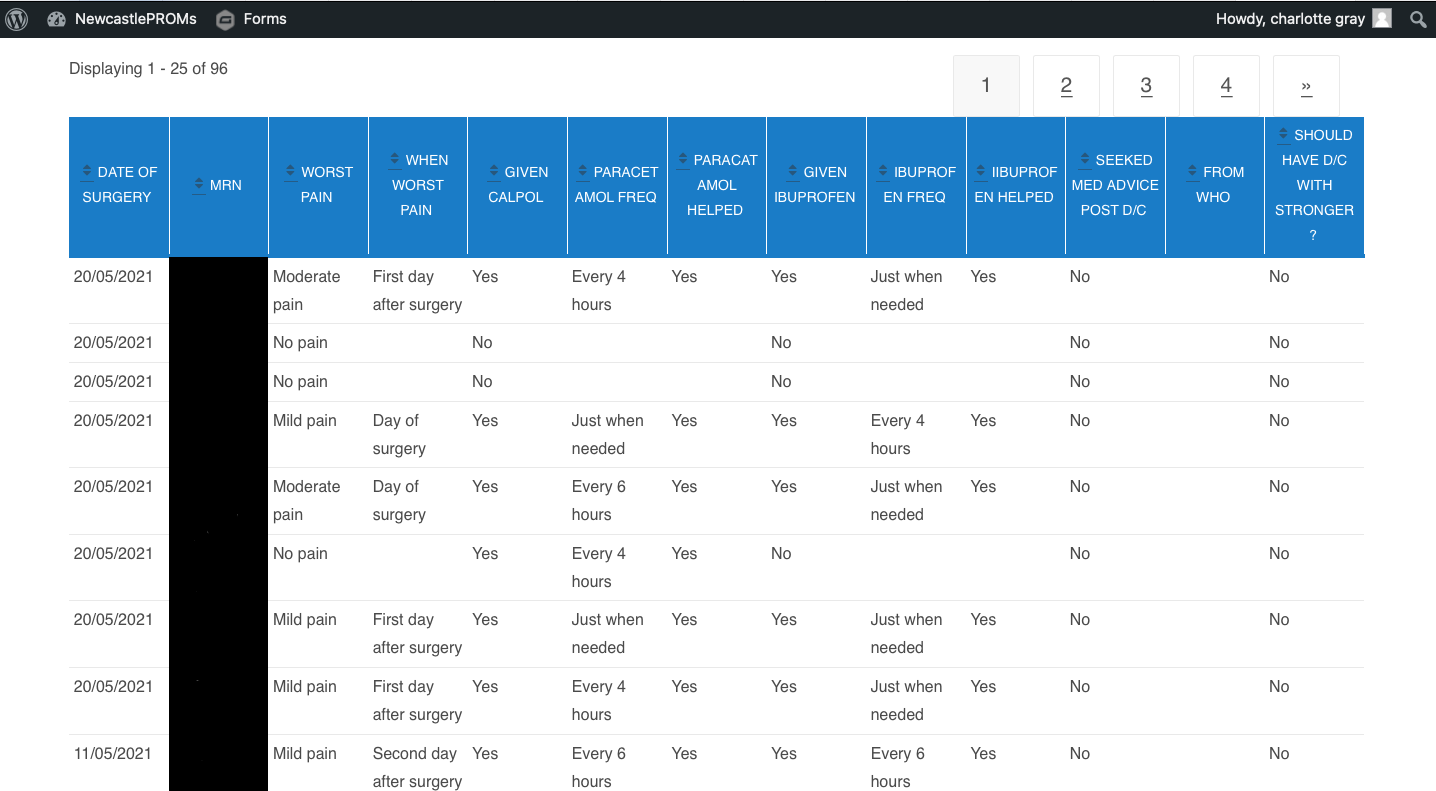 NewcastlePROMs Forms Howdy, charlotte gray
Displaying 1 - 25 of 96 1 2 3 4 »
DATE OF SURGERY
MRN
WORST PAIN
WHEN WORST PAIN
GIVEN CALPOL
PARACET AMOL FREQ
PARACAT AMOL HELPED
GIVEN IBUPROFEN
IBUPROF EN FREQ
IIBUPROF EN HELPED
SEEKED MED ADVICE POST D/C
FROM WHO
SHOULD HAVE D/C WITH STRONGER ?
20/05/2021 Moderate pain First day after surgery Yes Every 4 hours Yes Yes Just when needed Yes No No
20/05/2021 No pain No No No No
20/05/2021 No pain No No No No
20/05/2021 Mild pain Day of surgery Yes Just when needed Yes Yes Every 4 hours Yes No No
20/05/2021 Moderate pain Day of surgery Yes Every 6 hours Yes Yes Just when needed Yes No No
20/05/2021 No pain Yes Every 4 hours Yes No No No
20/05/2021 Mild pain First day after surgery Yes Just when needed Yes Yes Just when needed Yes No No
20/05/2021 Mild pain First day after surgery Yes Every 4 hours Yes Yes Just when needed Yes No No
11/05/2021 Mild pain Second day after surgery Yes Every 6 hours Yes Yes Every 6 hours Yes No No